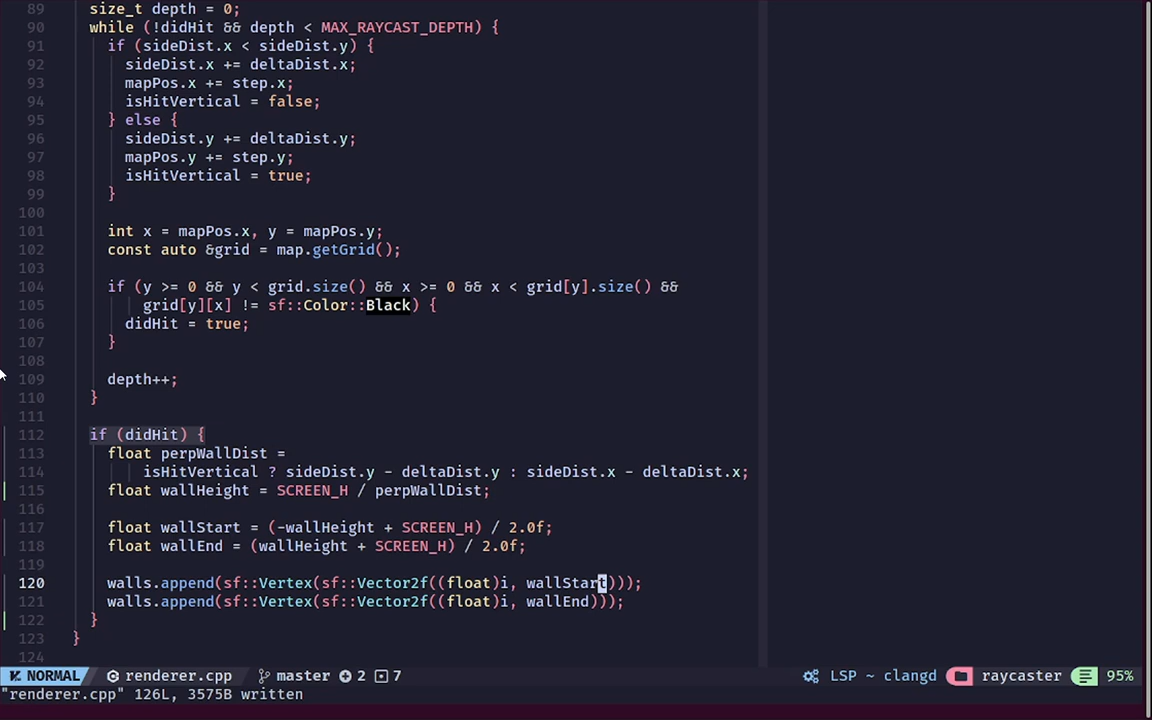 89 size_t depth = 0;
90 while (!didHit && depth < MAX_RAYCAST_DEPTH) {
91 if (sideDist.x < sideDist.y) {
92 sideDist.x += deltaDist.x;
93 mapPos.x += step.x;
94 isHitVertical = false;
95 } else {
96 sideDist.y += deltaDist.y;
97 mapPos.y += step.y;
98 isHitVertical = true;
99 }
100
101 int x = mapPos.x, y = mapPos.y;
102 const auto &grid = map.getGrid();
103
104 if (y >= 0 && y < grid.size() && x >= 0 && x < grid[y].size() &&
105 grid[y][x] != sf::Color::Black) {
106 didHit = true;
107 }
108
109 depth++;
110 }
111
112 if (didHit) {
113 float perpWallDist =
114 isHitVertical ? sideDist.y - deltaDist.y : sideDist.x - deltaDist.x;
115 float wallHeight = SCREEN_H / perpWallDist;
116
117 float wallStart = (-wallHeight + SCREEN_H) / 2.0f;
118 float wallEnd = (wallHeight + SCREEN_H) / 2.0f;
119
120 walls.append(sf::Vertex(sf::Vector2f((float)i, wallStart)));
121 walls.append(sf::Vertex(sf::Vector2f((float)i, wallEnd)));
122 }
123 }
124
NORMAL renderer.cpp master 2 7 LSP ~ clangd raycaster 95%
"renderer.cpp" 126L, 3575B written